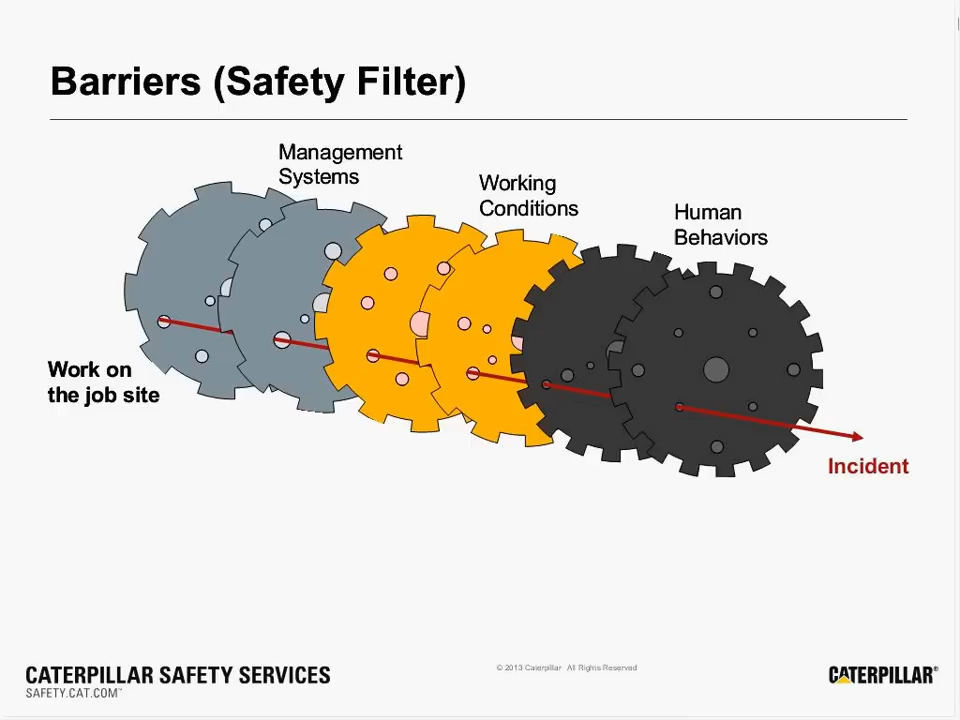 Barriers (Safety Filter)
Management
Systems
Working
Conditions
Human
Behaviors
Work on
the job site
Incident
CATERPILLAR SAFETY SERVICES
SAFETY.CAT.COM™
© 2013 Caterpillar All Rights Reserved
CATERPILLAR®